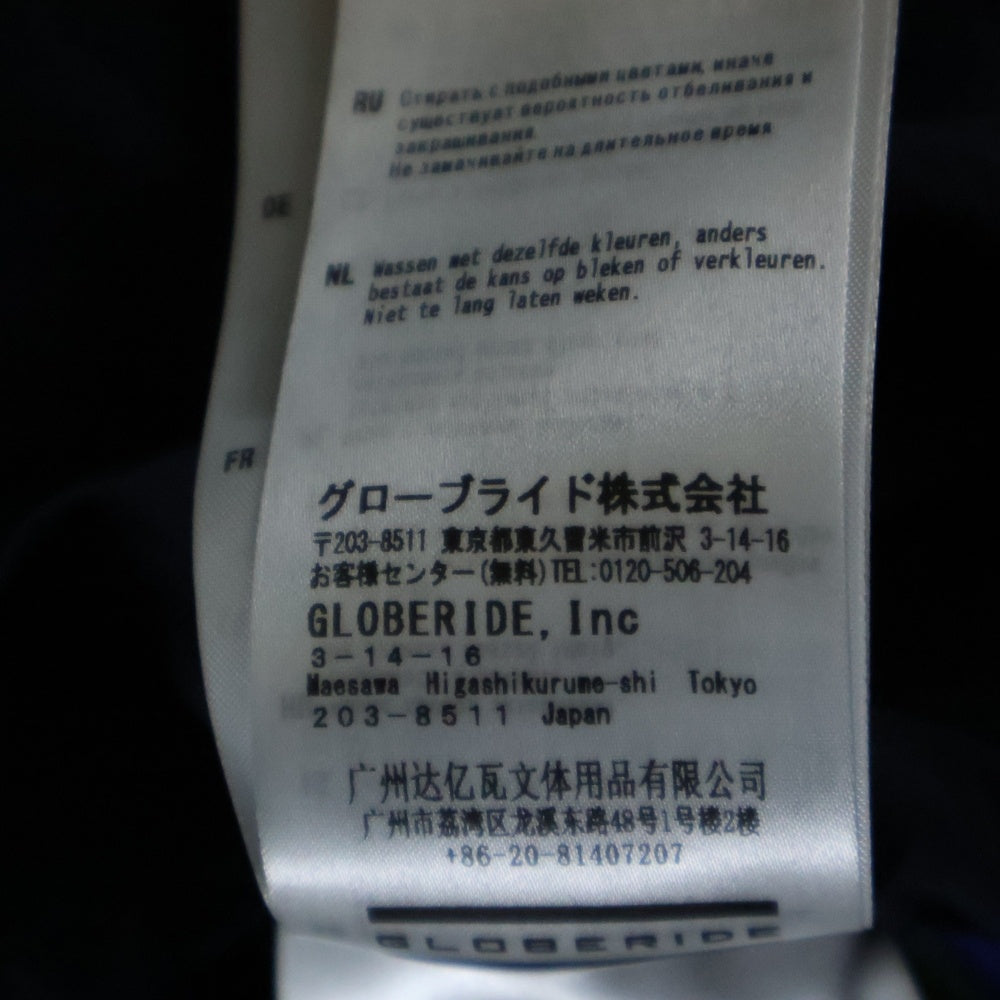 RU Стирать с подобными цветами, иначе
существует вероятность отбеливания и
закрашивания.
Не замачивайте на длительное время
DE
NL Wassen met dezelfde kleuren, anders
bestaat de kans op bleken of verkleuren.
Niet te lang laten weken.
FR
グローブライド株式会社
〒203-8511 東京都東久留米市前沢 3-14-16
お客様センター(無料)TEL:0120-506-204
GLOBERIDE, Inc
3-14-16
Maesawa Higashikurume-shi Tokyo
203-8511 Japan
广州达亿瓦文体用品有限公司
广州市荔湾区龙溪东路48号1号楼2楼
+86-20-81407207
GLOBERIDE